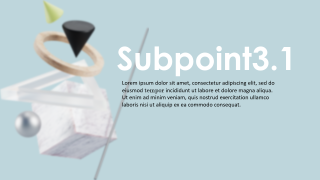 Subpoint3.1
Lorem ipsum dolor sit amet, consectetur adipiscing elit, sed do
eiusmod tempor incididunt ut labore et dolore magna aliqua.
Ut enim ad minim veniam, quis nostrud exercitation ullamco
laboris nisi ut aliquip ex ea commodo consequat.